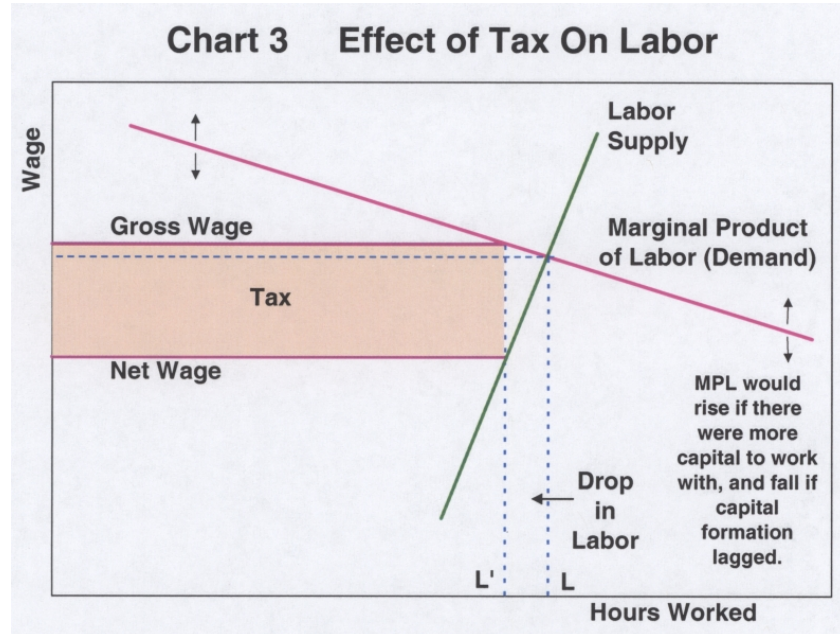 Chart 3 Effect of Tax On Labor
Labor
Supply
Wage
Gross Wage
Marginal Product
of Labor (Demand)
Tax
Net Wage
MPL would
rise if there
were more
capital to work
with, and fall if
capital
formation
lagged.
Drop
in
Labor
L' L
Hours Worked